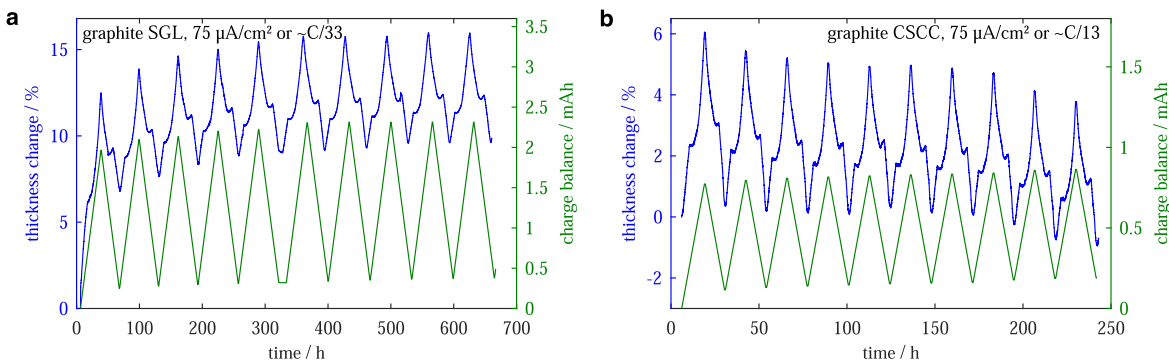 a
graphite SGL, 75 µA/cm² or ~C/33
thickness change / %
15
10
5
0
charge balance / mAh
3.5
3
2.5
2
1.5
1
0.5
0
0 100 200 300 400 500 600 700
time / h
b
graphite CSCC, 75 µA/cm² or ~C/13
thickness change / %
6
4
2
0
-2
charge balance / mAh
1.5
1
0.5
0
0 50 100 150 200 250
time / h